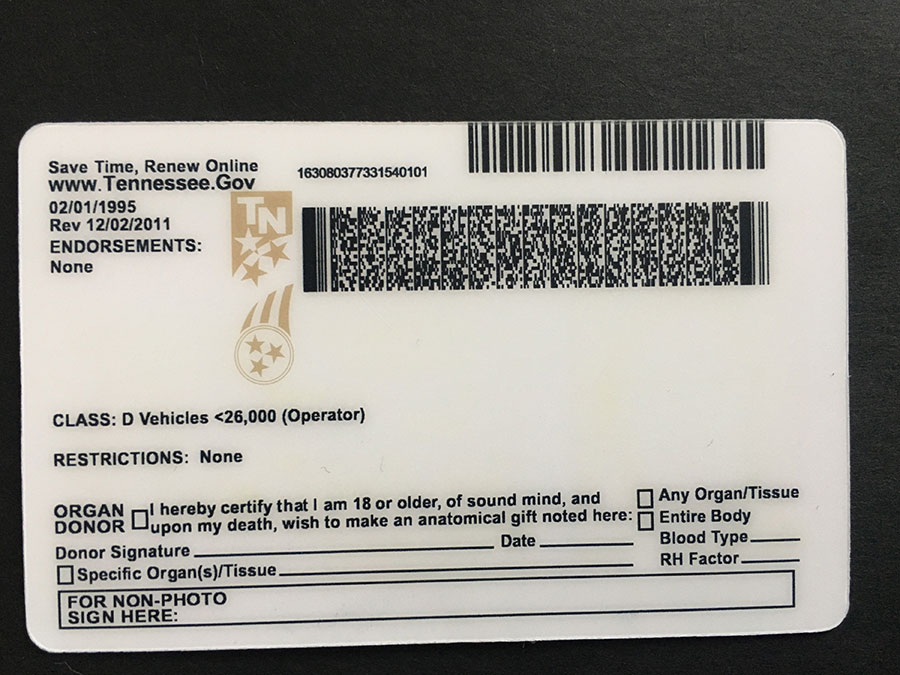 Save Time, Renew Online
www.Tennessee.Gov
163080377331540101
02/01/1995
Rev 12/02/2011
TN
ENDORSEMENTS:
None
CLASS: D Vehicles <26,000 (Operator)
RESTRICTIONS: None
ORGAN DONOR
I hereby certify that I am 18 or older, of sound mind, and
upon my death, wish to make an anatomical gift noted here:
Any Organ/Tissue
Entire Body
Donor Signature
Date
Blood Type
RH Factor
Specific Organ(s)/Tissue
FOR NON-PHOTO
SIGN HERE: